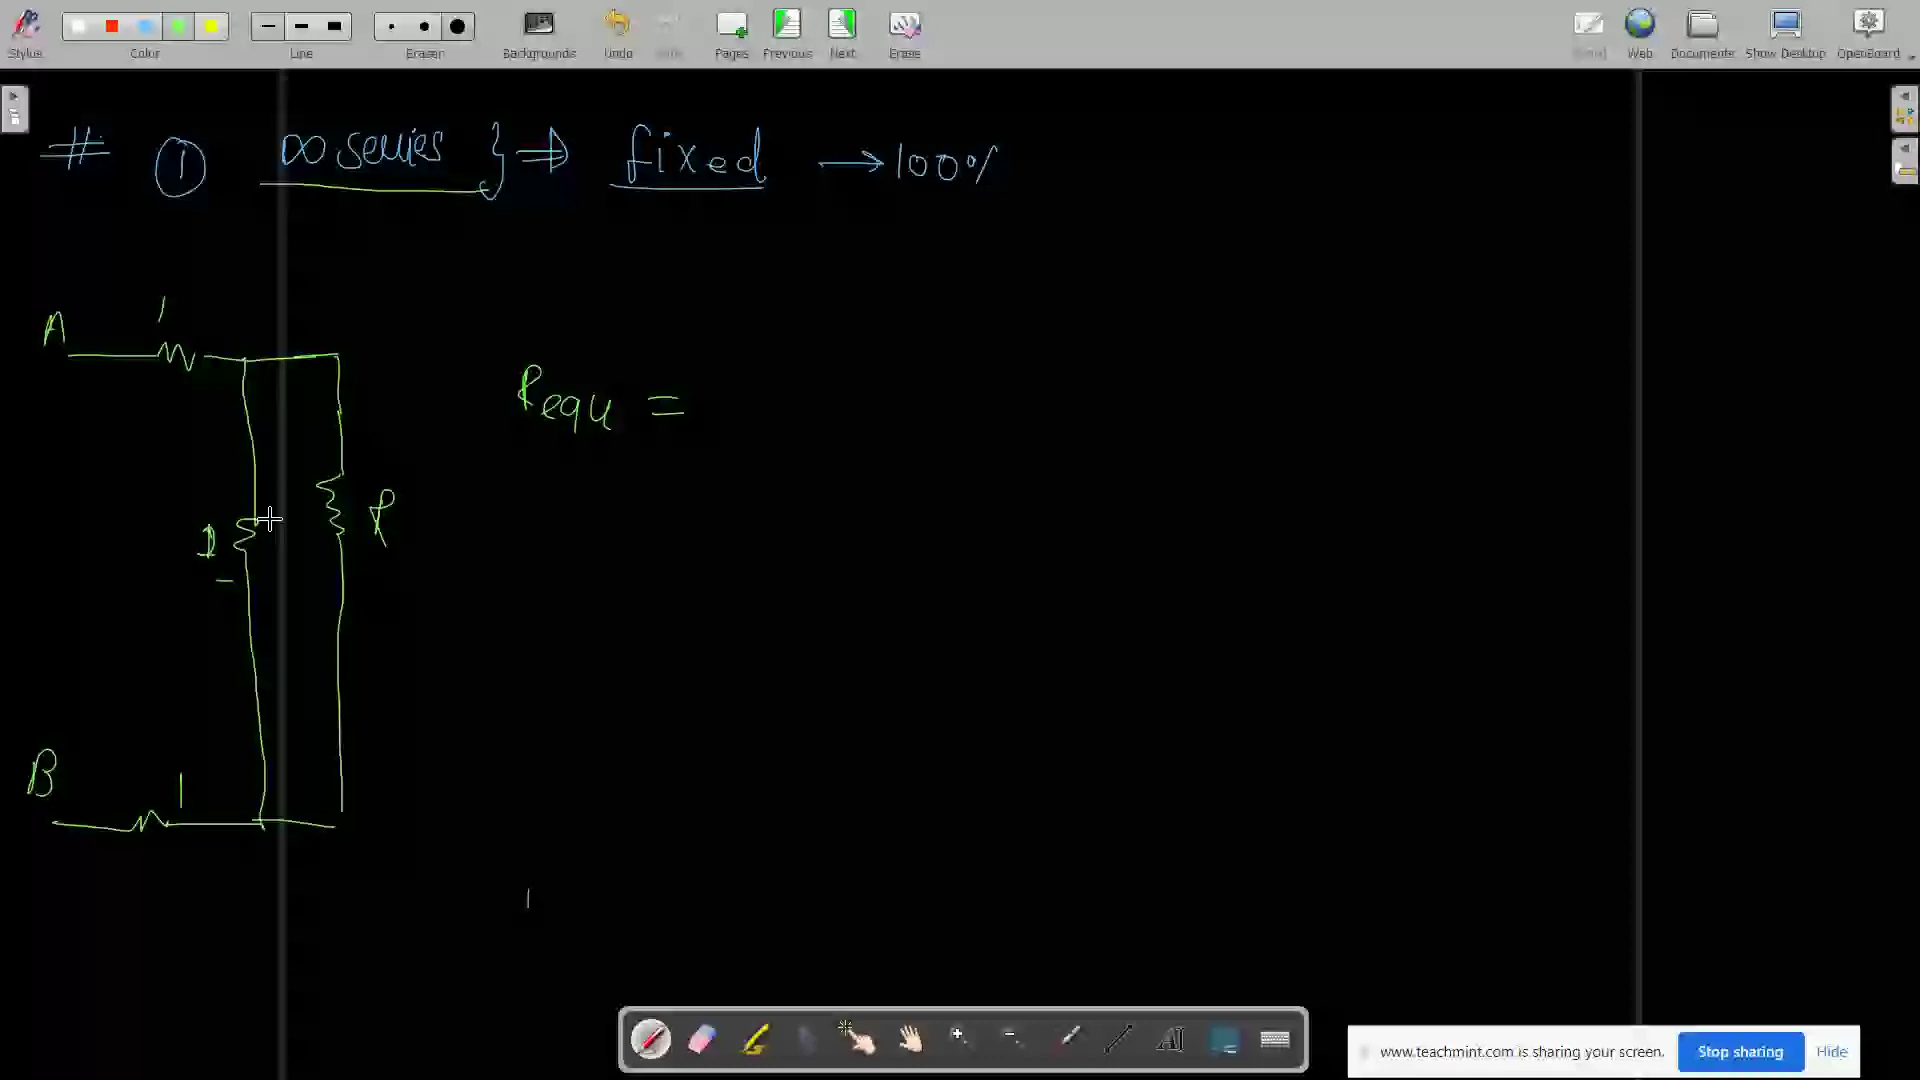 Stylus
Color
Line
Eraser
Backgrounds
Undo
Pages
Previous
Next
Erase
Web
Documents
Show Desktop
OpenBoard
# ① ∞ series } ⇒ fixed → 100%
A
1
Requ =
1
R
B
1
www.teachmint.com is sharing your screen.
Stop sharing
Hide